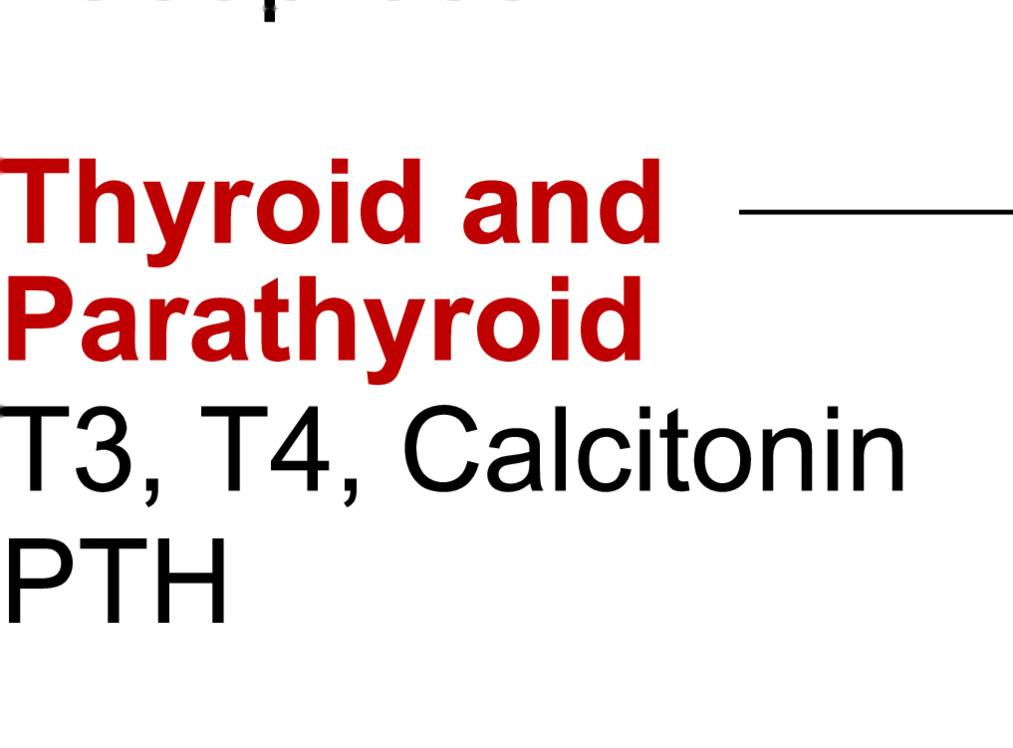 Thyroid and
Parathyroid
T3, T4, Calcitonin
PTH